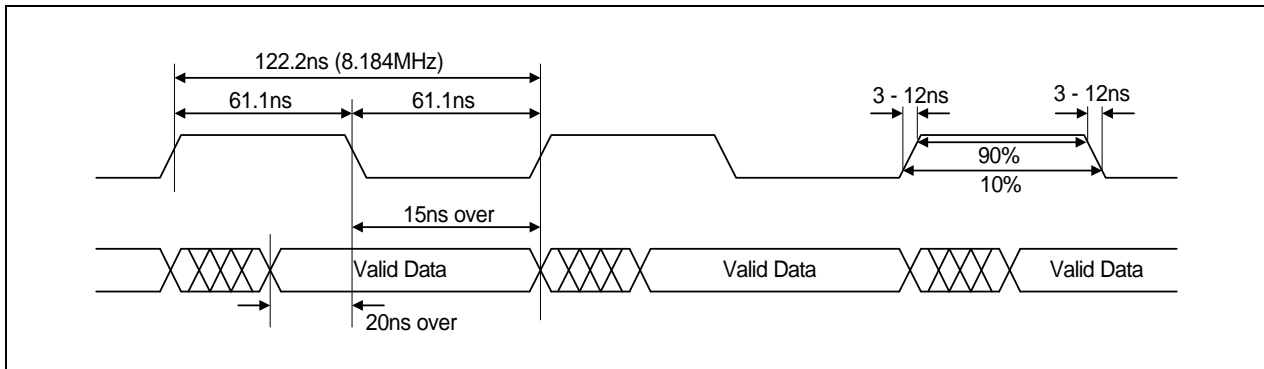 122.2ns (8.184MHz)
61.1ns
61.1ns
3 - 12ns
3 - 12ns
90%
10%
15ns over
Valid Data
Valid Data
Valid Data
20ns over